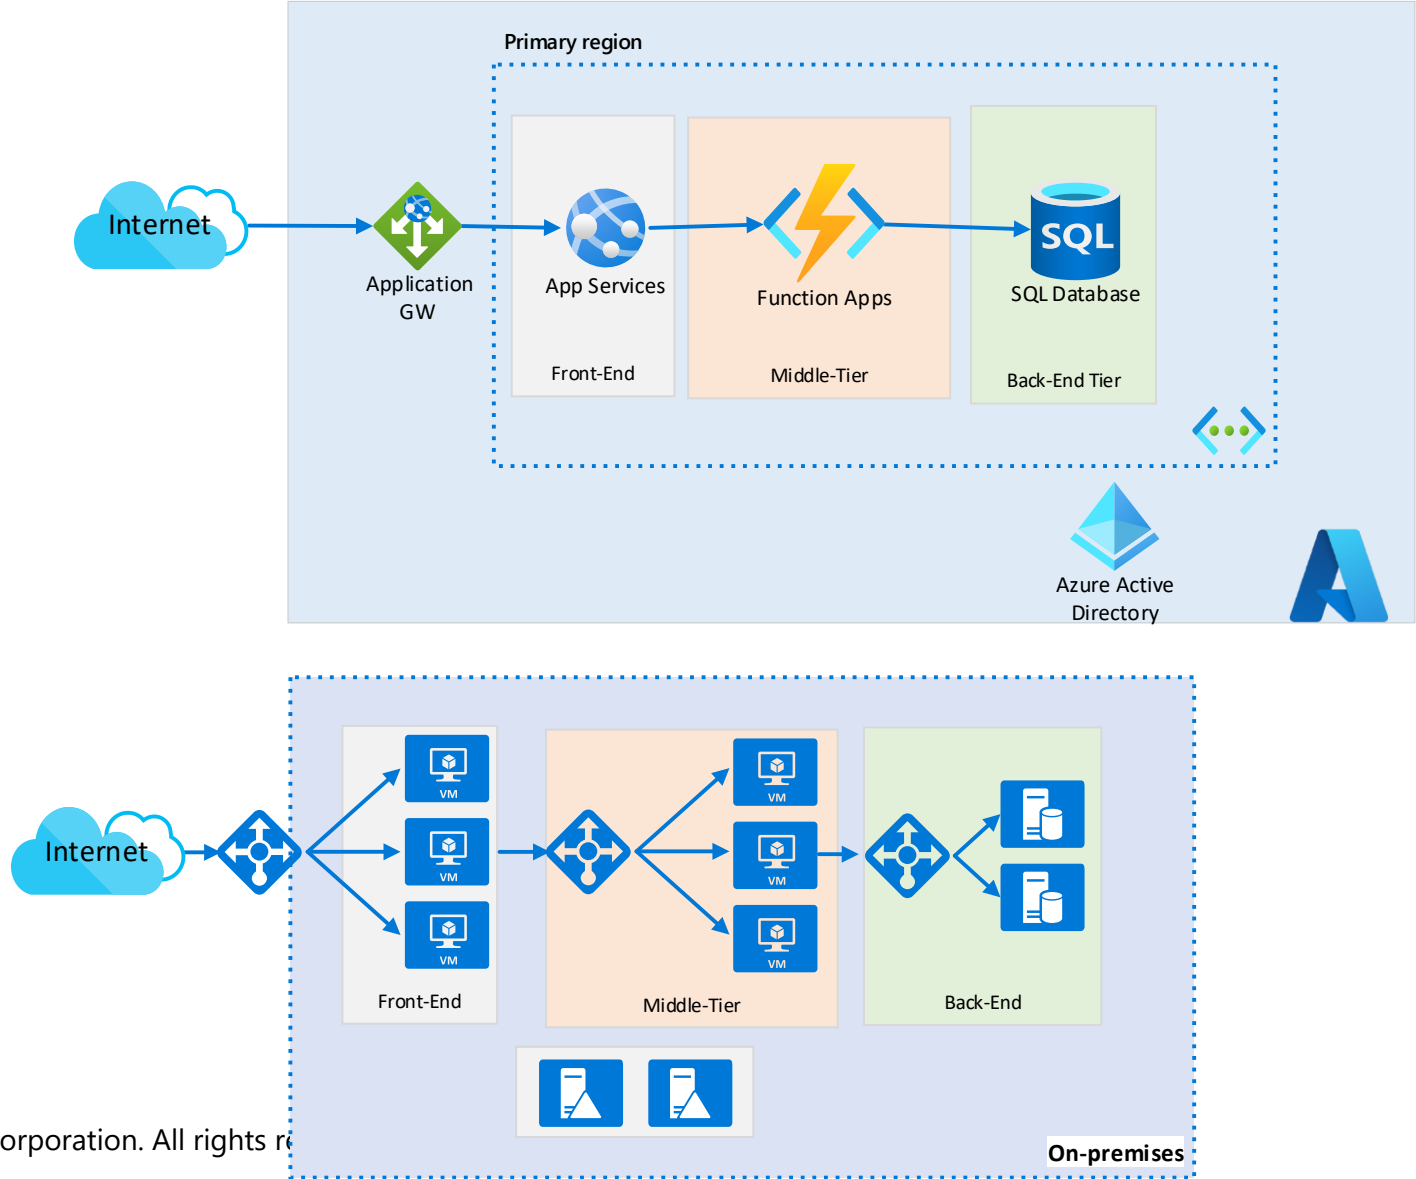 Primary region
Internet
Application
GW
App Services
Function Apps
SQL
SQL Database
Front-End
Middle-Tier
Back-End Tier
Azure Active
Directory
Internet
VM
VM
VM
VM
VM
VM
Front-End
Middle-Tier
Back-End
orporation. All rights re
On-premises